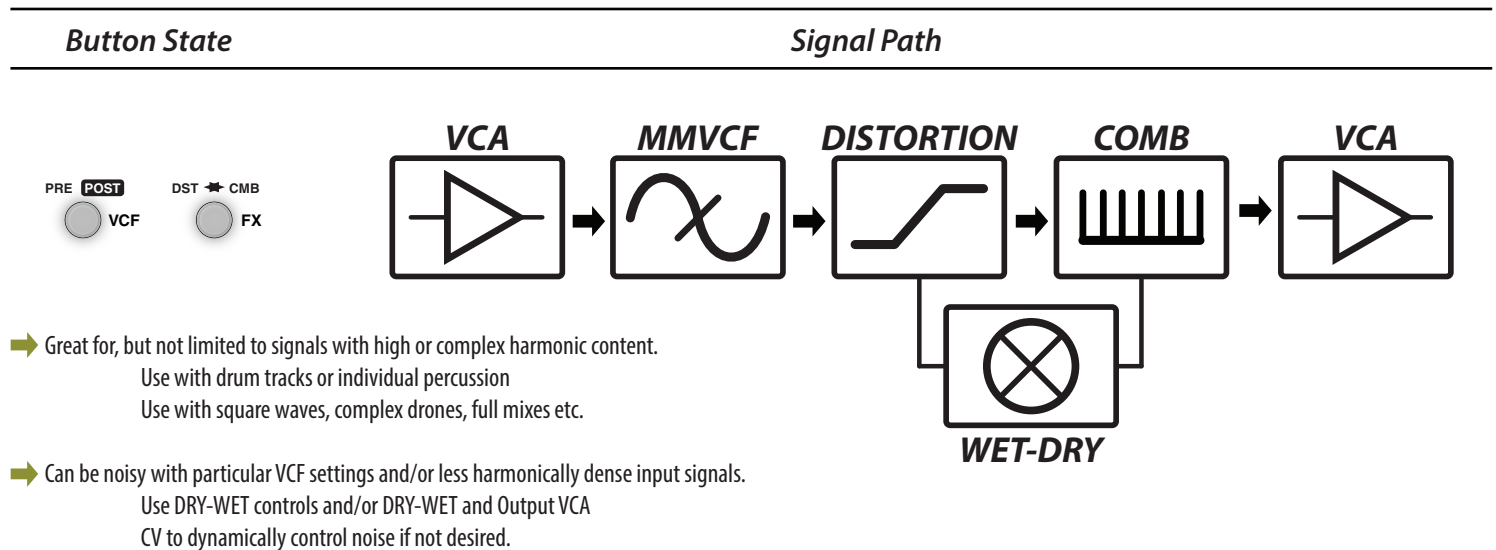 Button State Signal Path
VCA MMVCF DISTORTION COMB VCA
PRE POST DST CMB
VCF FX
Great for, but not limited to signals with high or complex harmonic content.
Use with drum tracks or individual percussion
Use with square waves, complex drones, full mixes etc.
WET-DRY
Can be noisy with particular VCF settings and/or less harmonically dense input signals.
Use DRY-WET controls and/or DRY-WET and Output VCA
CV to dynamically control noise if not desired.